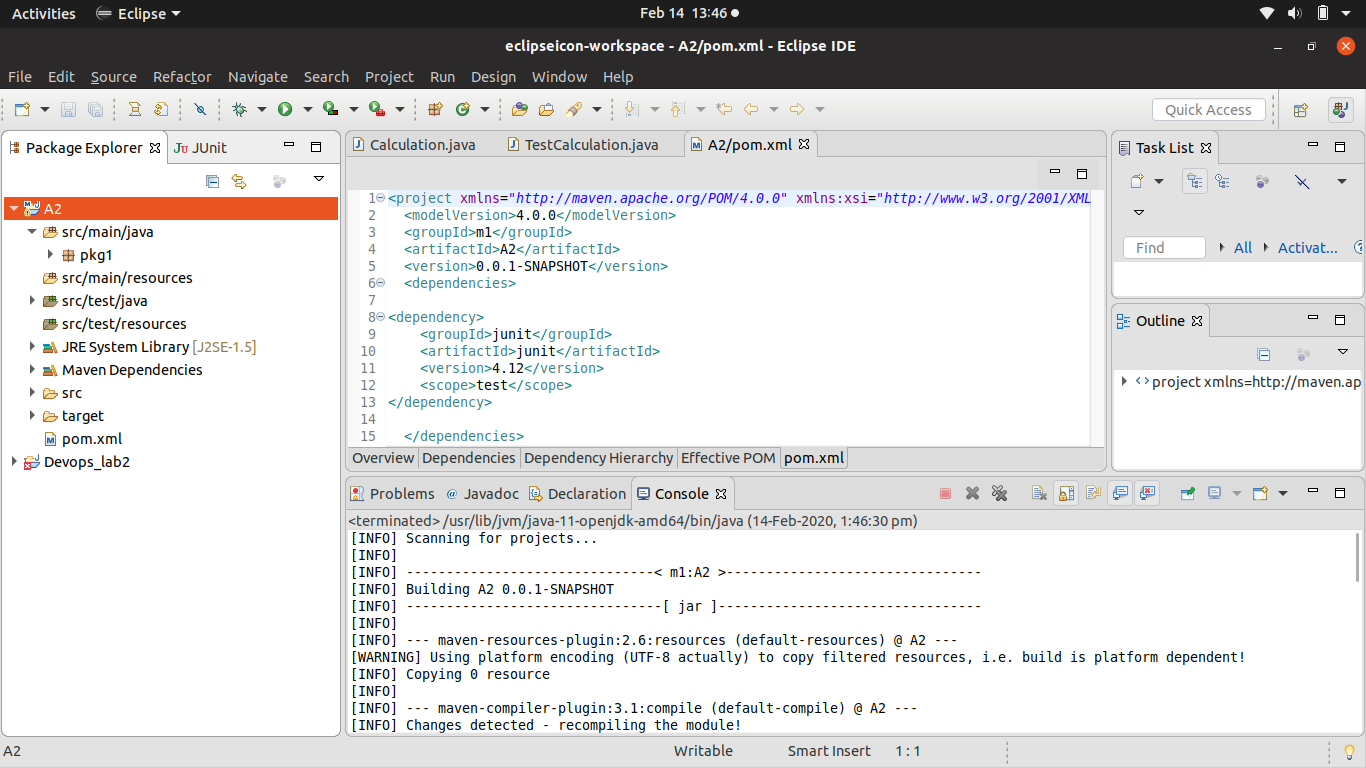 Activities Eclipse Feb 14 13:46
eclipseicon-workspace - A2/pom.xml - Eclipse IDE
File Edit Source Refactor Navigate Search Project Run Design Window Help
Quick Access
Package Explorer JUnit
A2
src/main/java
pkg1
src/main/resources
src/test/java
src/test/resources
JRE System Library [J2SE-1.5]
Maven Dependencies
src
target
pom.xml
Devops_lab2
Calculation.java TestCalculation.java A2/pom.xml
1 <project xmlns="http://maven.apache.org/POM/4.0.0" xmlns:xsi="http://www.w3.org/2001/XML
2 <modelVersion>4.0.0</modelVersion>
3 <groupId>m1</groupId>
4 <artifactId>A2</artifactId>
5 <version>0.0.1-SNAPSHOT</version>
6 <dependencies>
7
8 <dependency>
9 <groupId>junit</groupId>
10 <artifactId>junit</artifactId>
11 <version>4.12</version>
12 <scope>test</scope>
13 </dependency>
14
15 </dependencies>
Overview Dependencies Dependency Hierarchy Effective POM pom.xml
Task List
Find All Activat...
Outline
project xmlns=http://maven.ap
Problems Javadoc Declaration Console
<terminated> /usr/lib/jvm/java-11-openjdk-amd64/bin/java (14-Feb-2020, 1:46:30 pm)
[INFO] Scanning for projects...
[INFO]
[INFO] -------------------------------< m1:A2 >--------------------------------
[INFO] Building A2 0.0.1-SNAPSHOT
[INFO] --------------------------------[ jar ]---------------------------------
[INFO]
[INFO] --- maven-resources-plugin:2.6:resources (default-resources) @ A2 ---
[WARNING] Using platform encoding (UTF-8 actually) to copy filtered resources, i.e. build is platform dependent!
[INFO] Copying 0 resource
[INFO]
[INFO] --- maven-compiler-plugin:3.1:compile (default-compile) @ A2 ---
[INFO] Changes detected - recompiling the module!
A2 Writable Smart Insert 1 : 1